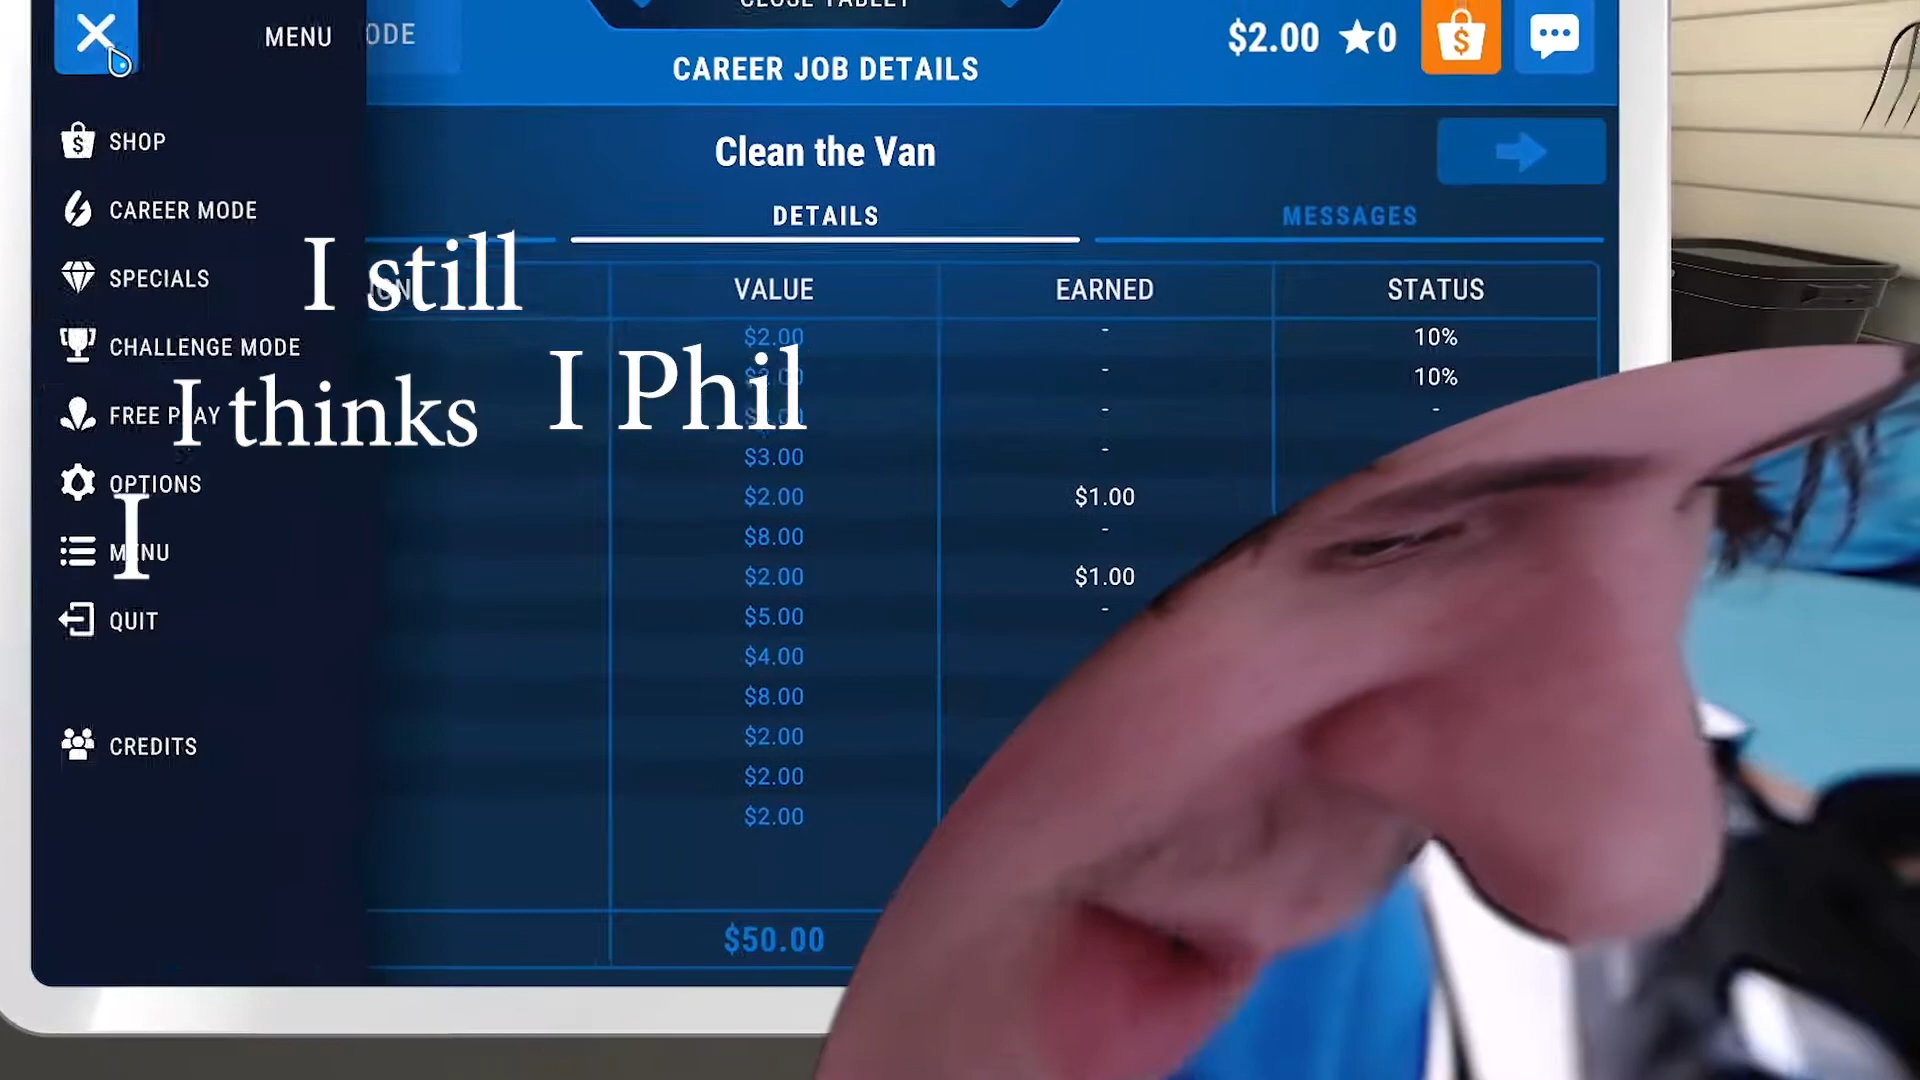 CLOSE TABLET
MENU
ODE
$2.00 ★0
CAREER JOB DETAILS
Clean the Van
DETAILS
MESSAGES
SHOP
CAREER MODE
SPECIALS
CHALLENGE MODE
FREE PLAY
OPTIONS
MENU
QUIT
CREDITS
I still
I Phil
I thinks
I
VALUE EARNED STATUS
$2.00 - 10%
- 10%
- -
$3.00 -
$2.00 $1.00
$8.00 -
$2.00 $1.00
$5.00 -
$4.00
$8.00
$2.00
$2.00
$2.00
$50.00